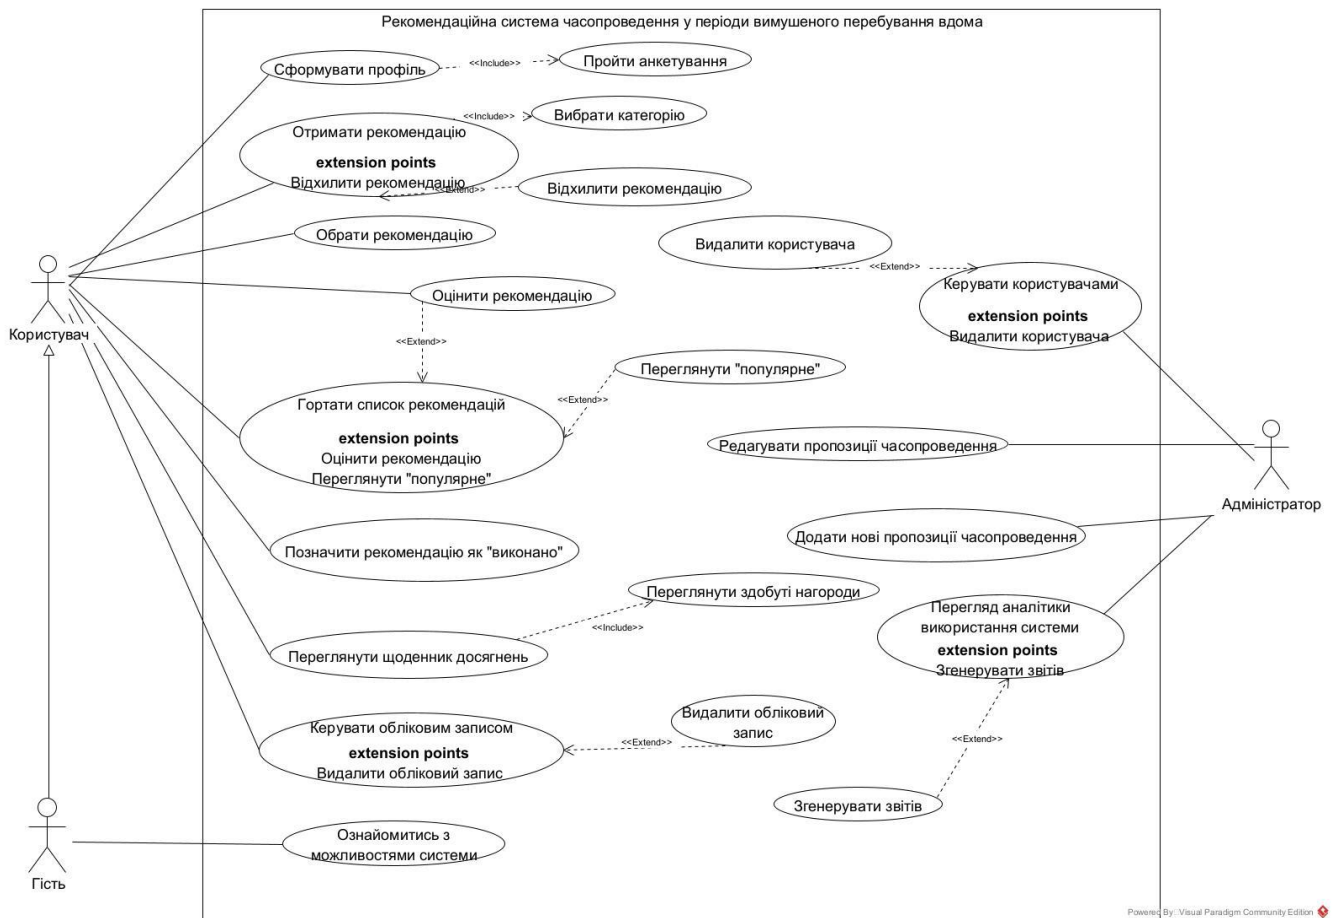 Рекомендаційна система часопроведення у періоди вимушеного перебування вдома
Сформувати профіль
<<Include>>
Пройти анкетування
Отримати рекомендацію
extension points
Відхилити рекомендацію
<<Include>>
Вибрати категорію
<<Extend>>
Відхилити рекомендацію
Обрати рекомендацію
Видалити користувача
<<Extend>>
Керувати користувачами
extension points
Видалити користувача
Користувач
Оцінити рекомендацію
<<Extend>>
Переглянути "популярне"
<<Extend>>
Гортати список рекомендацій
extension points
Оцінити рекомендацію
Переглянути "популярне"
Редагувати пропозиції часопроведення
Адміністратор
Позначити рекомендацію як "виконано"
Додати нові пропозиції часопроведення
Переглянути здобуті нагороди
<<Include>>
Переглянути щоденник досягнень
Перегляд аналітики
використання системи
extension points
Згенерувати звітів
Керувати обліковим записом
extension points
Видалити обліковий запис
<<Extend>>
Видалити обліковий
запис
<<Extend>>
Згенерувати звітів
Ознайомитись з
можливостями системи
Гість
Powered By: Visual Paradigm Community Edition